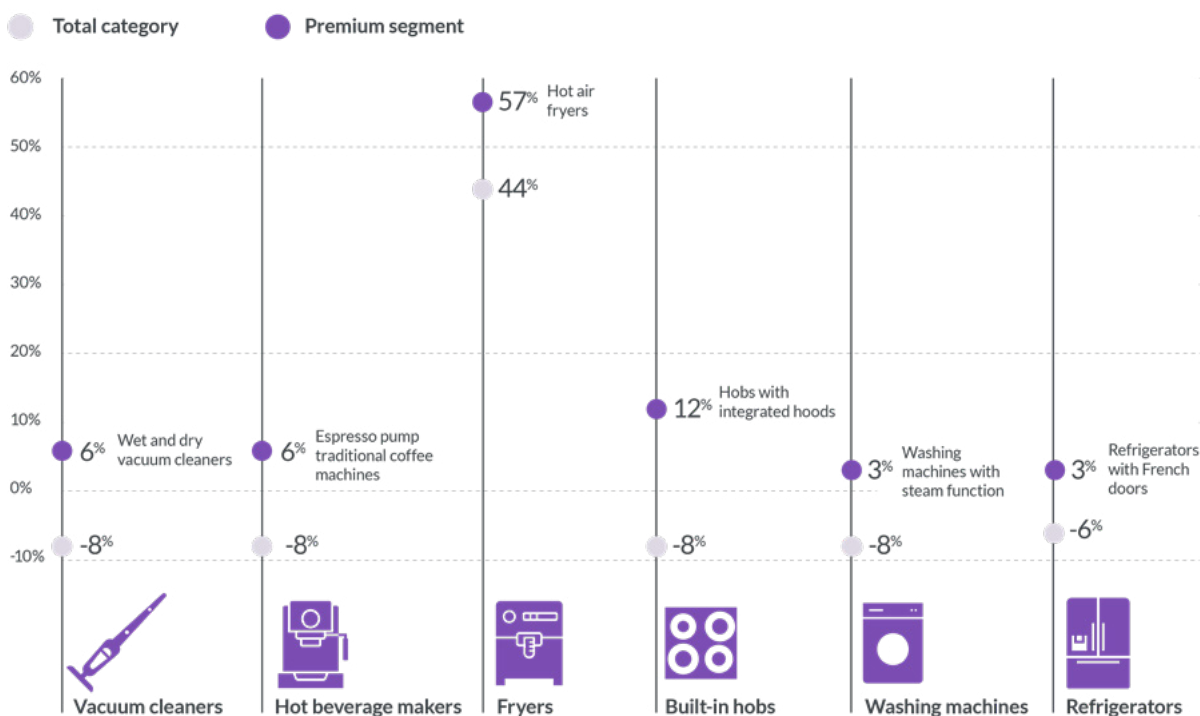 Total category
Premium segment
60%
50%
40%
30%
20%
10%
0%
-10%
6%
Wet and dry
vacuum cleaners
-8%
6%
Espresso pump
traditional coffee
machines
-8%
57%
Hot air
fryers
44%
12%
Hobs with
integrated hoods
-8%
3%
Washing
machines with
steam function
-8%
3%
Refrigerators
with French
doors
-6%
Vacuum cleaners
Hot beverage makers
Fryers
Built-in hobs
Washing machines
Refrigerators